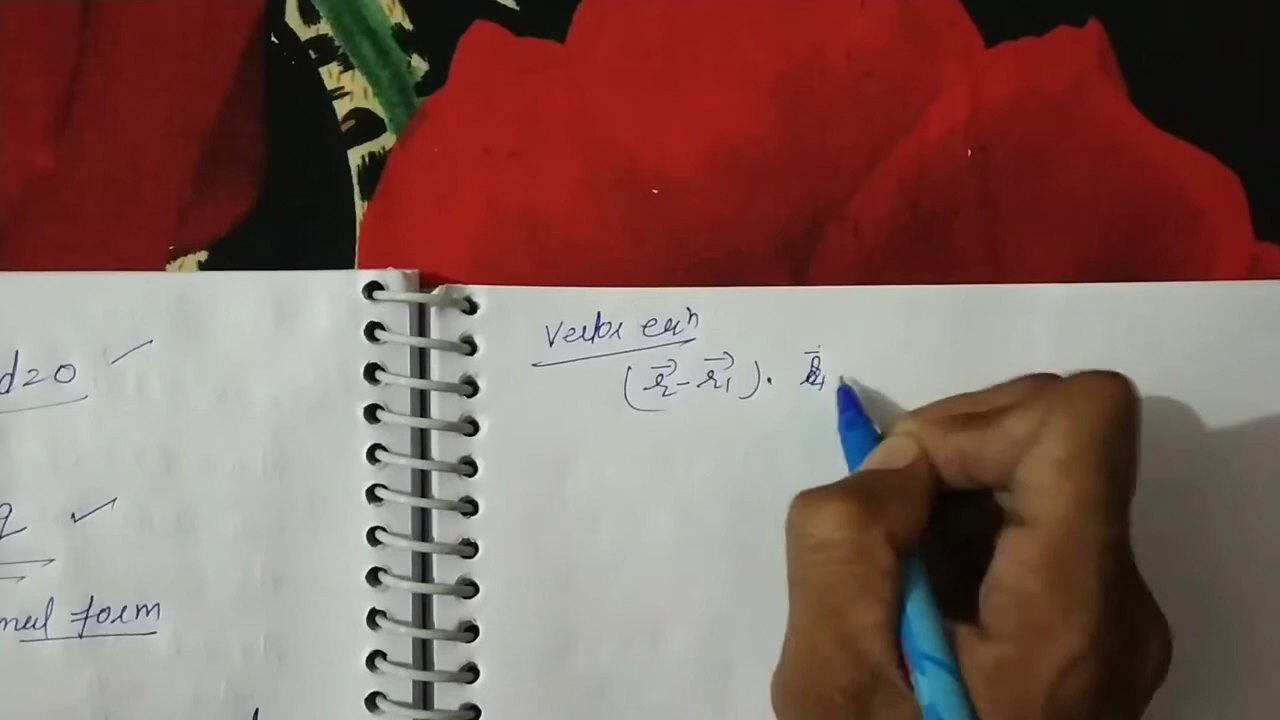 d=0
q
mal form
Vector eqn
(r⃗ - r⃗₁).